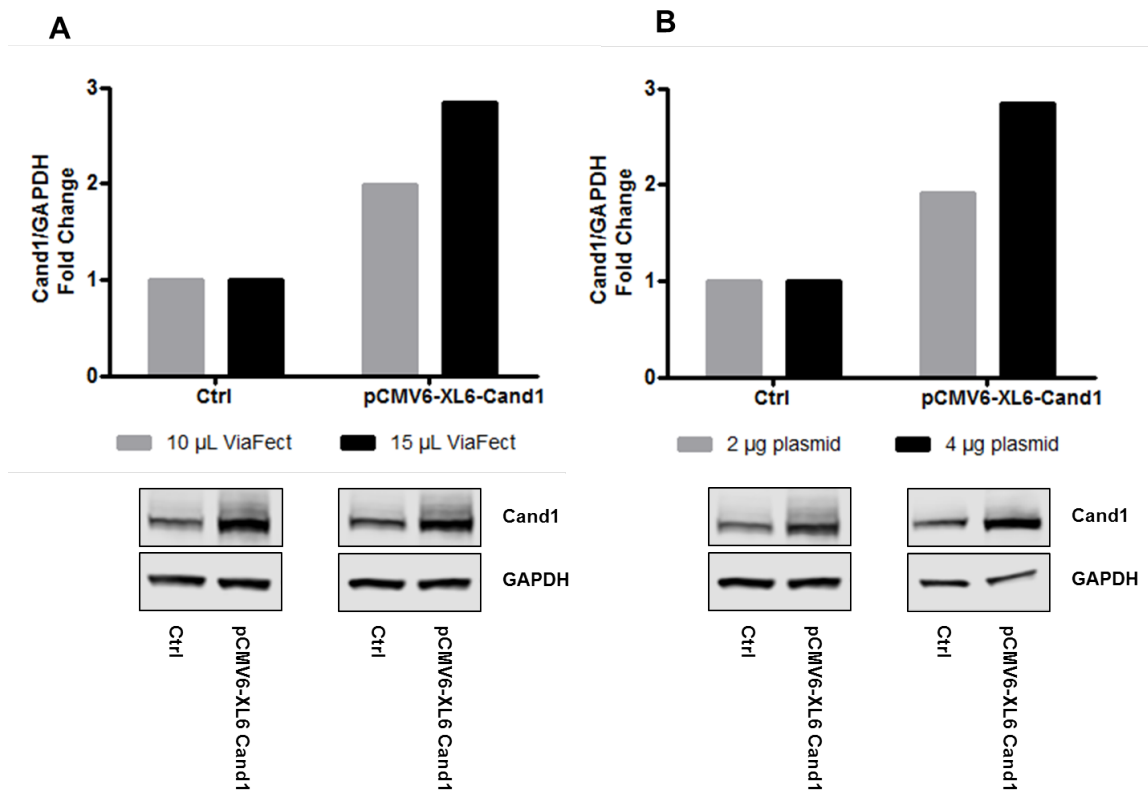 A
3
2
1
0
Cand1/GAPDH
Fold Change
Ctrl
pCMV6-XL6-Cand1
10 µL ViaFect
15 µL ViaFect
Cand1
GAPDH
Ctrl
pCMV6-XL6 Cand1
Ctrl
pCMV6-XL6 Cand1
B
3
2
1
0
Cand1/GAPDH
Fold Change
Ctrl
pCMV6-XL6-Cand1
2 µg plasmid
4 µg plasmid
Cand1
GAPDH
Ctrl
pCMV6-XL6 Cand1
Ctrl
pCMV6-XL6 Cand1